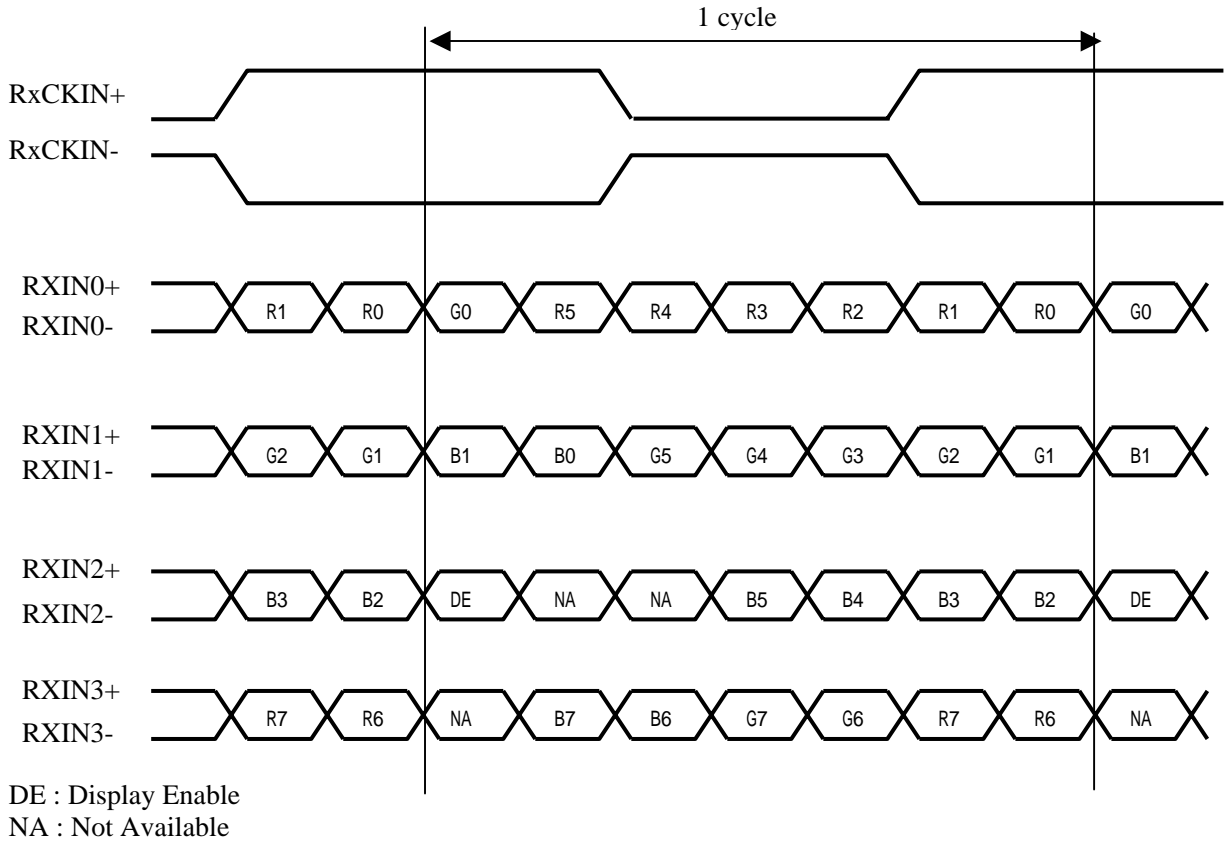 1 cycle
RxCKIN+
RxCKIN-
RXIN0+
R1 R0 G0 R5 R4 R3 R2 R1 R0 G0
RXIN0-
RXIN1+
G2 G1 B1 B0 G5 G4 G3 G2 G1 B1
RXIN1-
RXIN2+
B3 B2 DE NA NA B5 B4 B3 B2 DE
RXIN2-
RXIN3+
R7 R6 NA B7 B6 G7 G6 R7 R6 NA
RXIN3-
DE : Display Enable
NA : Not Available